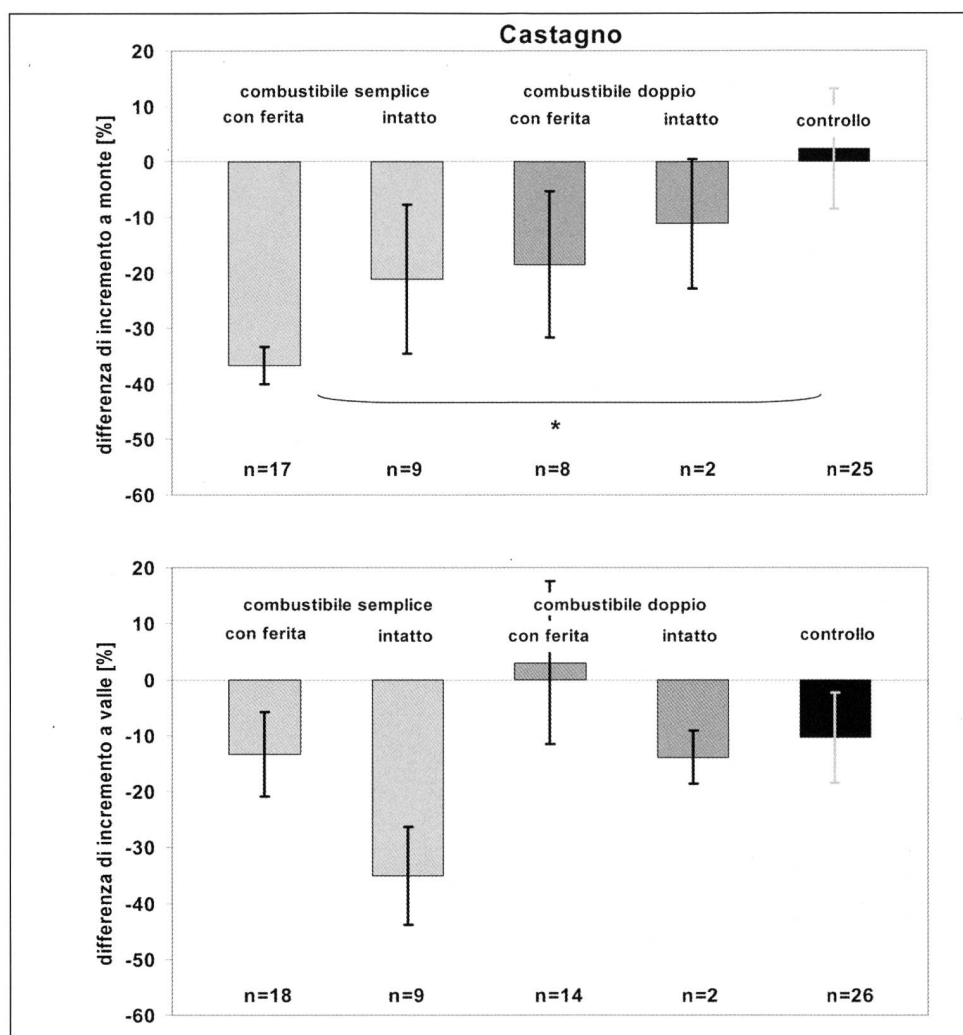 Castagno
differenza di incremento a monte [%]
20
10
0
-10
-20
-30
-40
-50
-60
combustibile semplice combustibile doppio
con ferita intatto con ferita intatto controllo
*
n=17 n=9 n=8 n=2 n=25
differenza di incremento a valle [%]
20
10
0
-10
-20
-30
-40
-50
-60
combustibile semplice combustibile doppio
con ferita intatto con ferita intatto controllo
n=18 n=9 n=14 n=2 n=26